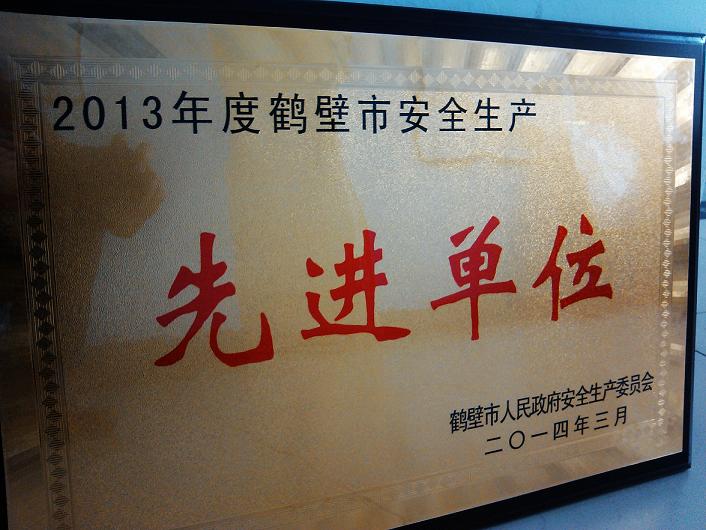 2013年度鹤壁市安全生产
先进单位
鹤壁市人民政府安全生产委员会
二〇一四年三月